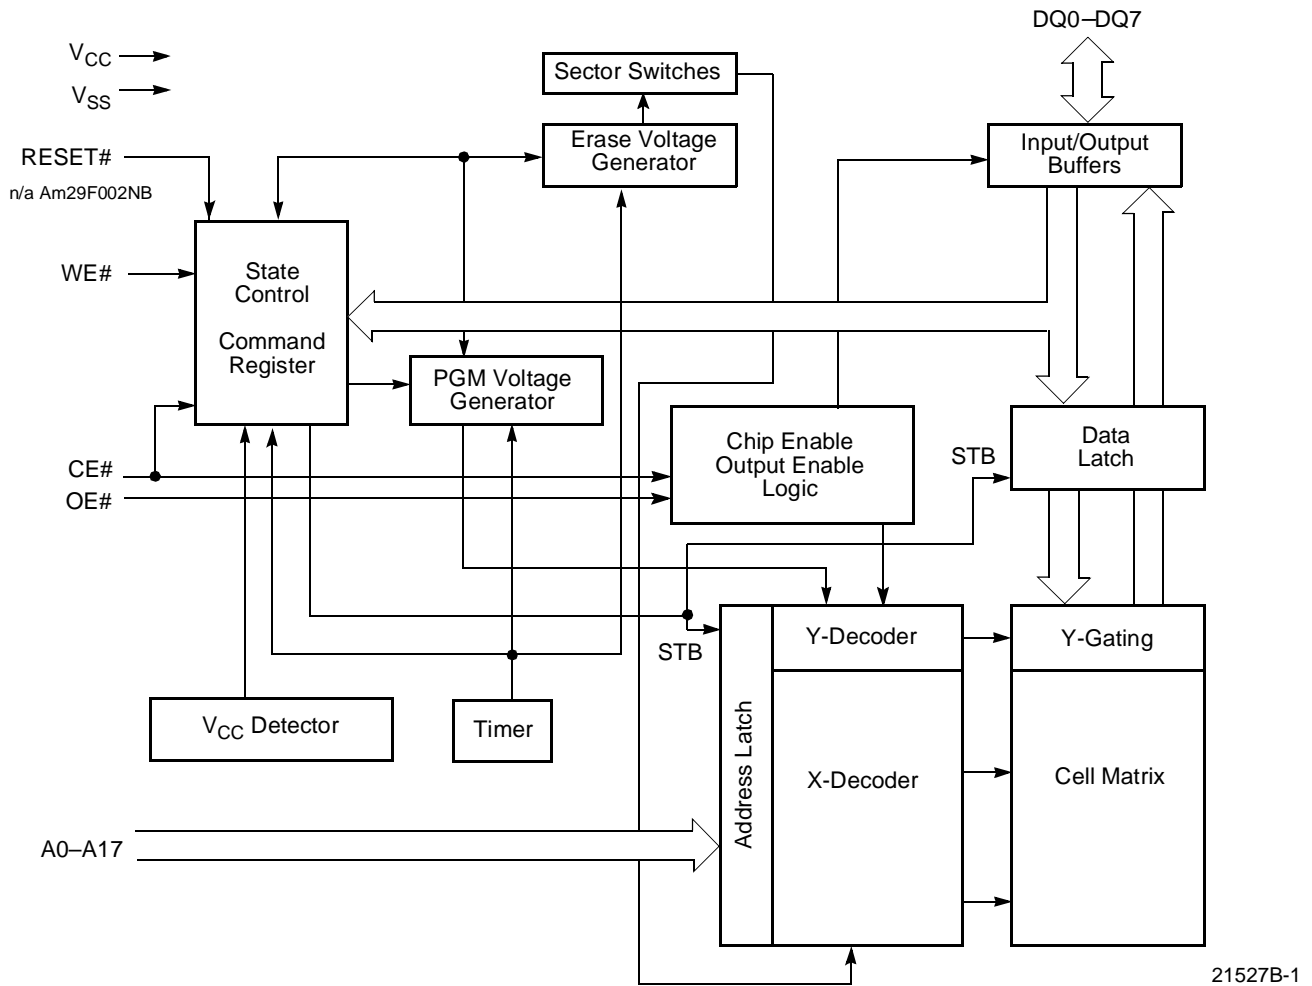 DQ0–DQ7
VCC
VSS
Sector Switches
Erase Voltage
Generator
Input/Output
Buffers
RESET#
n/a Am29F002NB
WE#
State
Control
Command
Register
PGM Voltage
Generator
Chip Enable
Output Enable
Logic
STB
Data
Latch
CE#
OE#
STB
Y-Decoder
Y-Gating
VCC Detector
Timer
Address Latch
X-Decoder
Cell Matrix
A0–A17
21527B-1